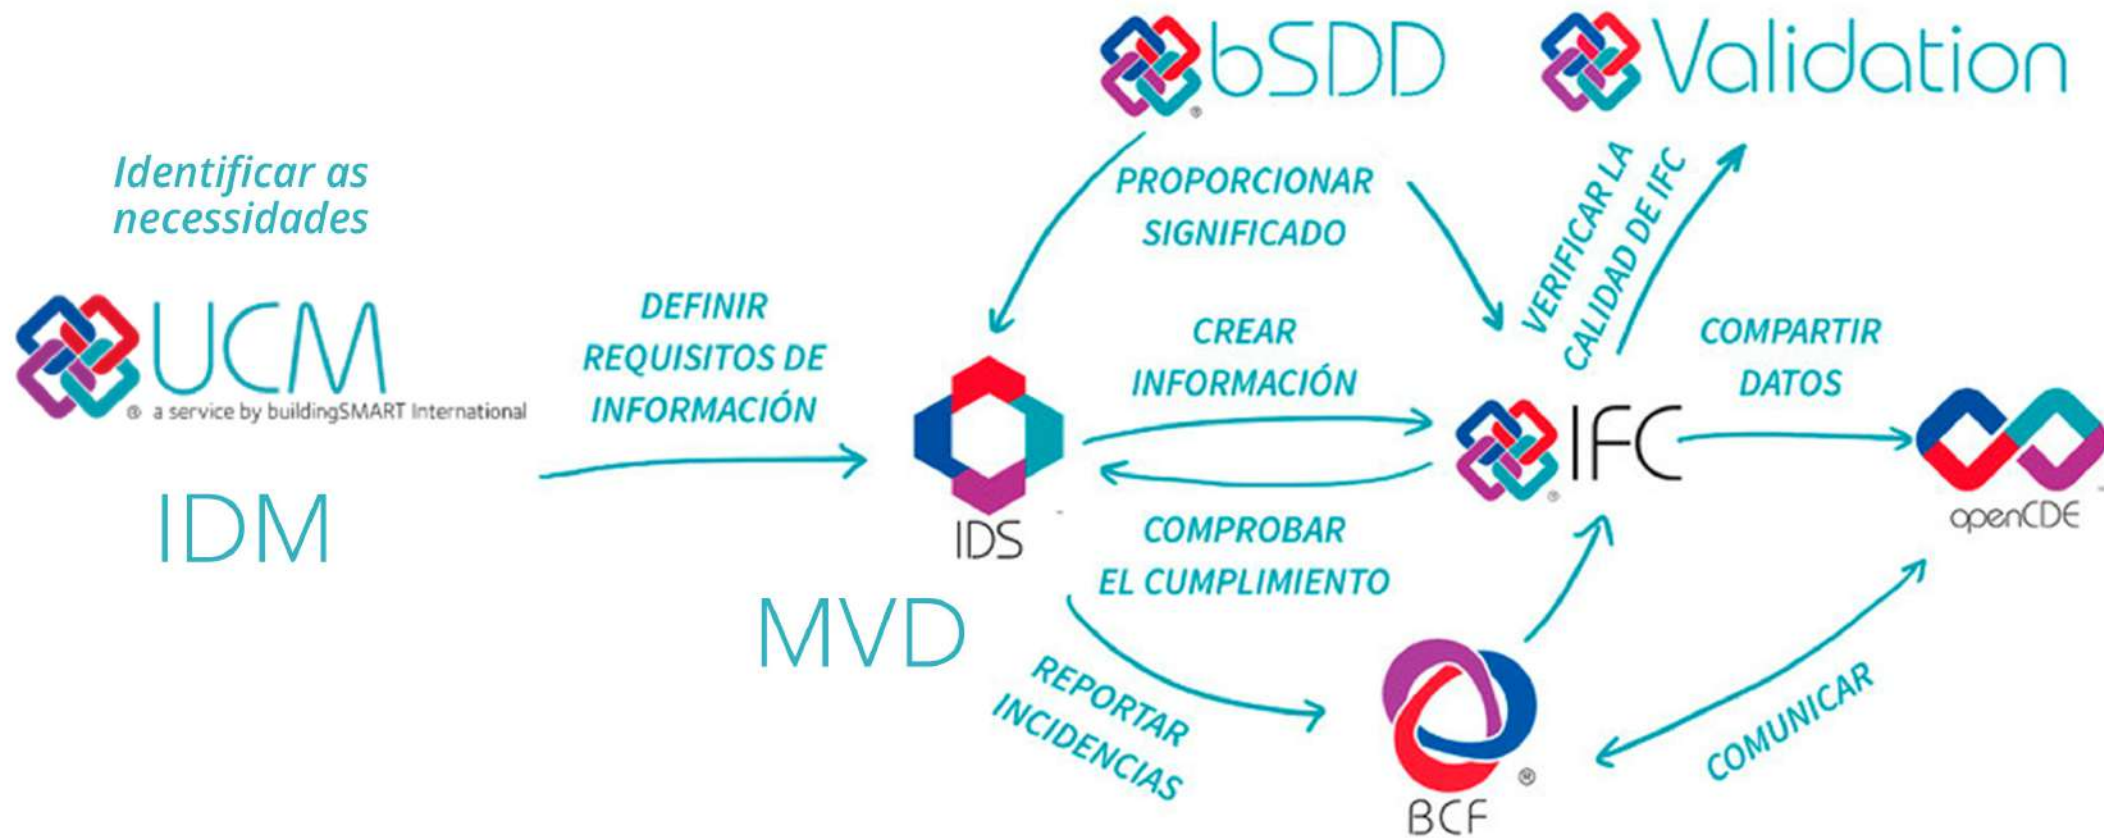 bSDD
®
Validation
Identificar as
necessidades
PROPORCIONAR
SIGNIFICADO
VERIFICAR LA
CALIDAD DE IFC
UCM
® a service by buildingSMART International
IDM
DEFINIR
REQUISITOS DE
INFORMACIÓN
CREAR
INFORMACIÓN
COMPARTIR
DATOS
IDS
IFC
®
openCDE
COMPROBAR
EL CUMPLIMIENTO
MVD
REPORTAR
INCIDENCIAS
BCF
®
COMUNICAR